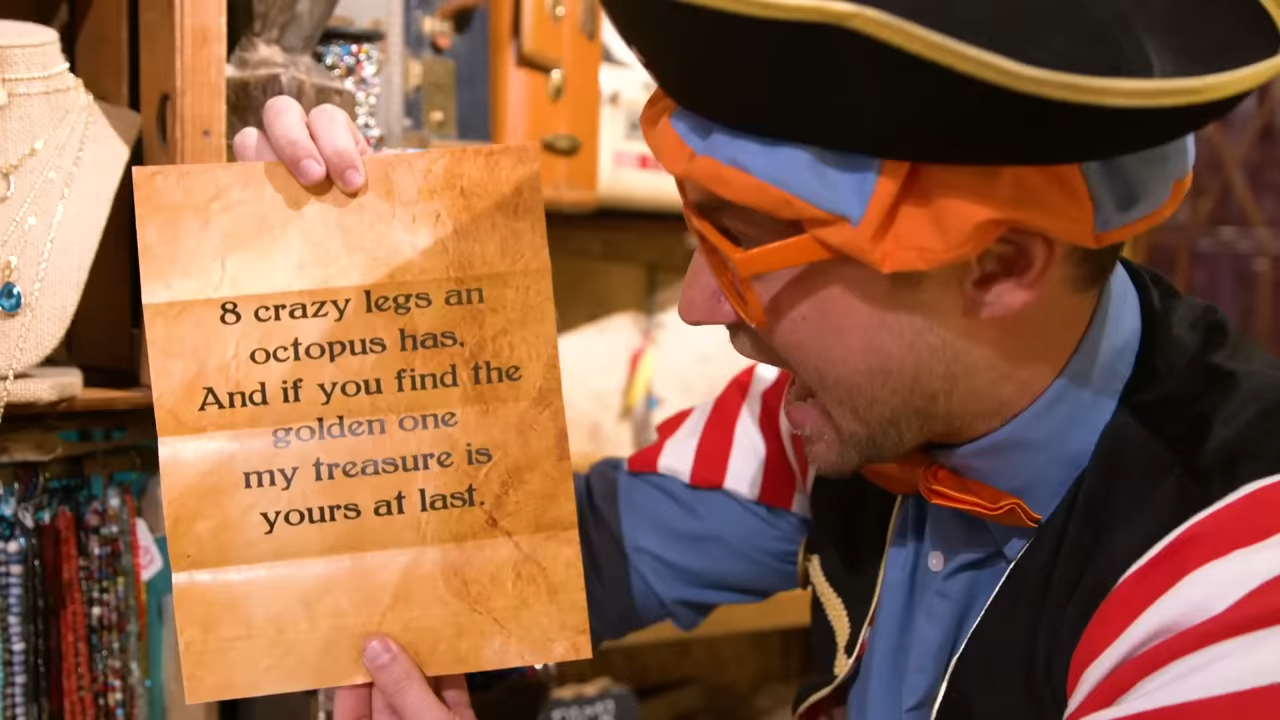 8 crazy legs an
octopus has,
And if you find the
golden one
my treasure is
yours at last.